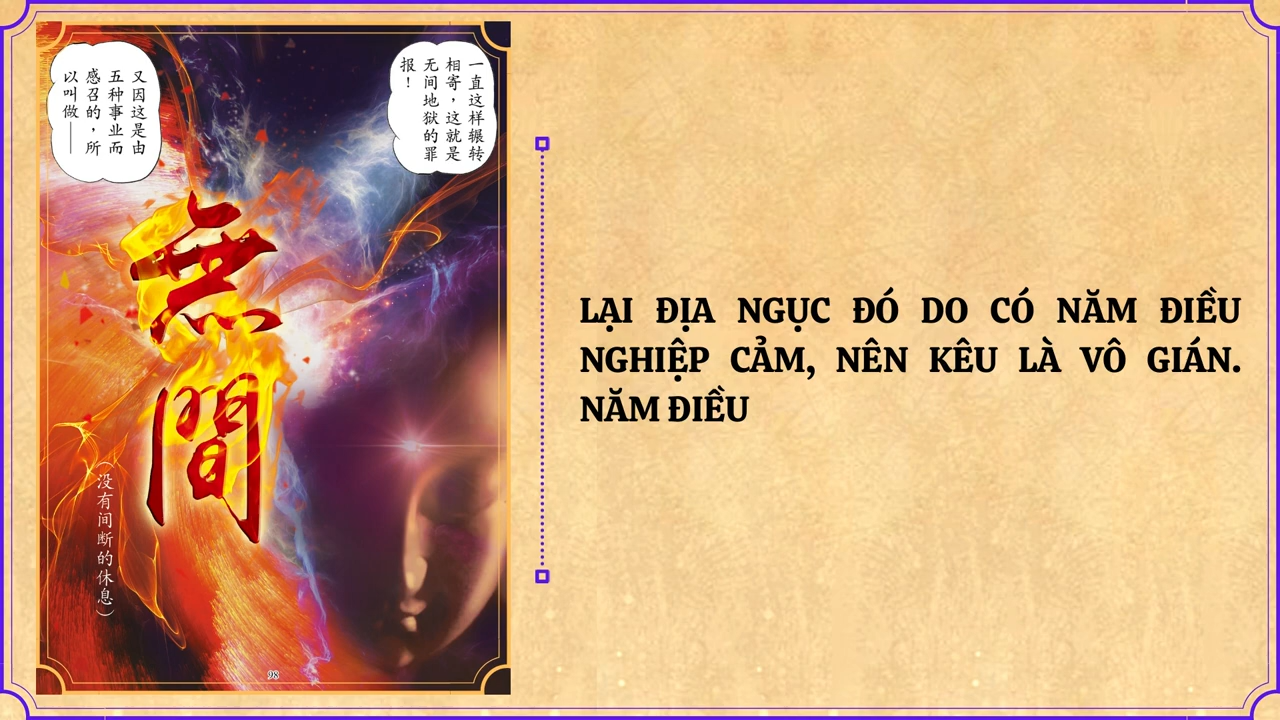 一直这样辗转
相寄，这就是
无间地狱的罪
报！
又因这是由
五种事业而
感召的，所
以叫做——
無間
（没有间断的休息）
98
LẠI ĐỊA NGỤC ĐÓ DO CÓ NĂM ĐIỀU
NGHIỆP CẢM, NÊN KÊU LÀ VÔ GIÁN.
NĂM ĐIỀU